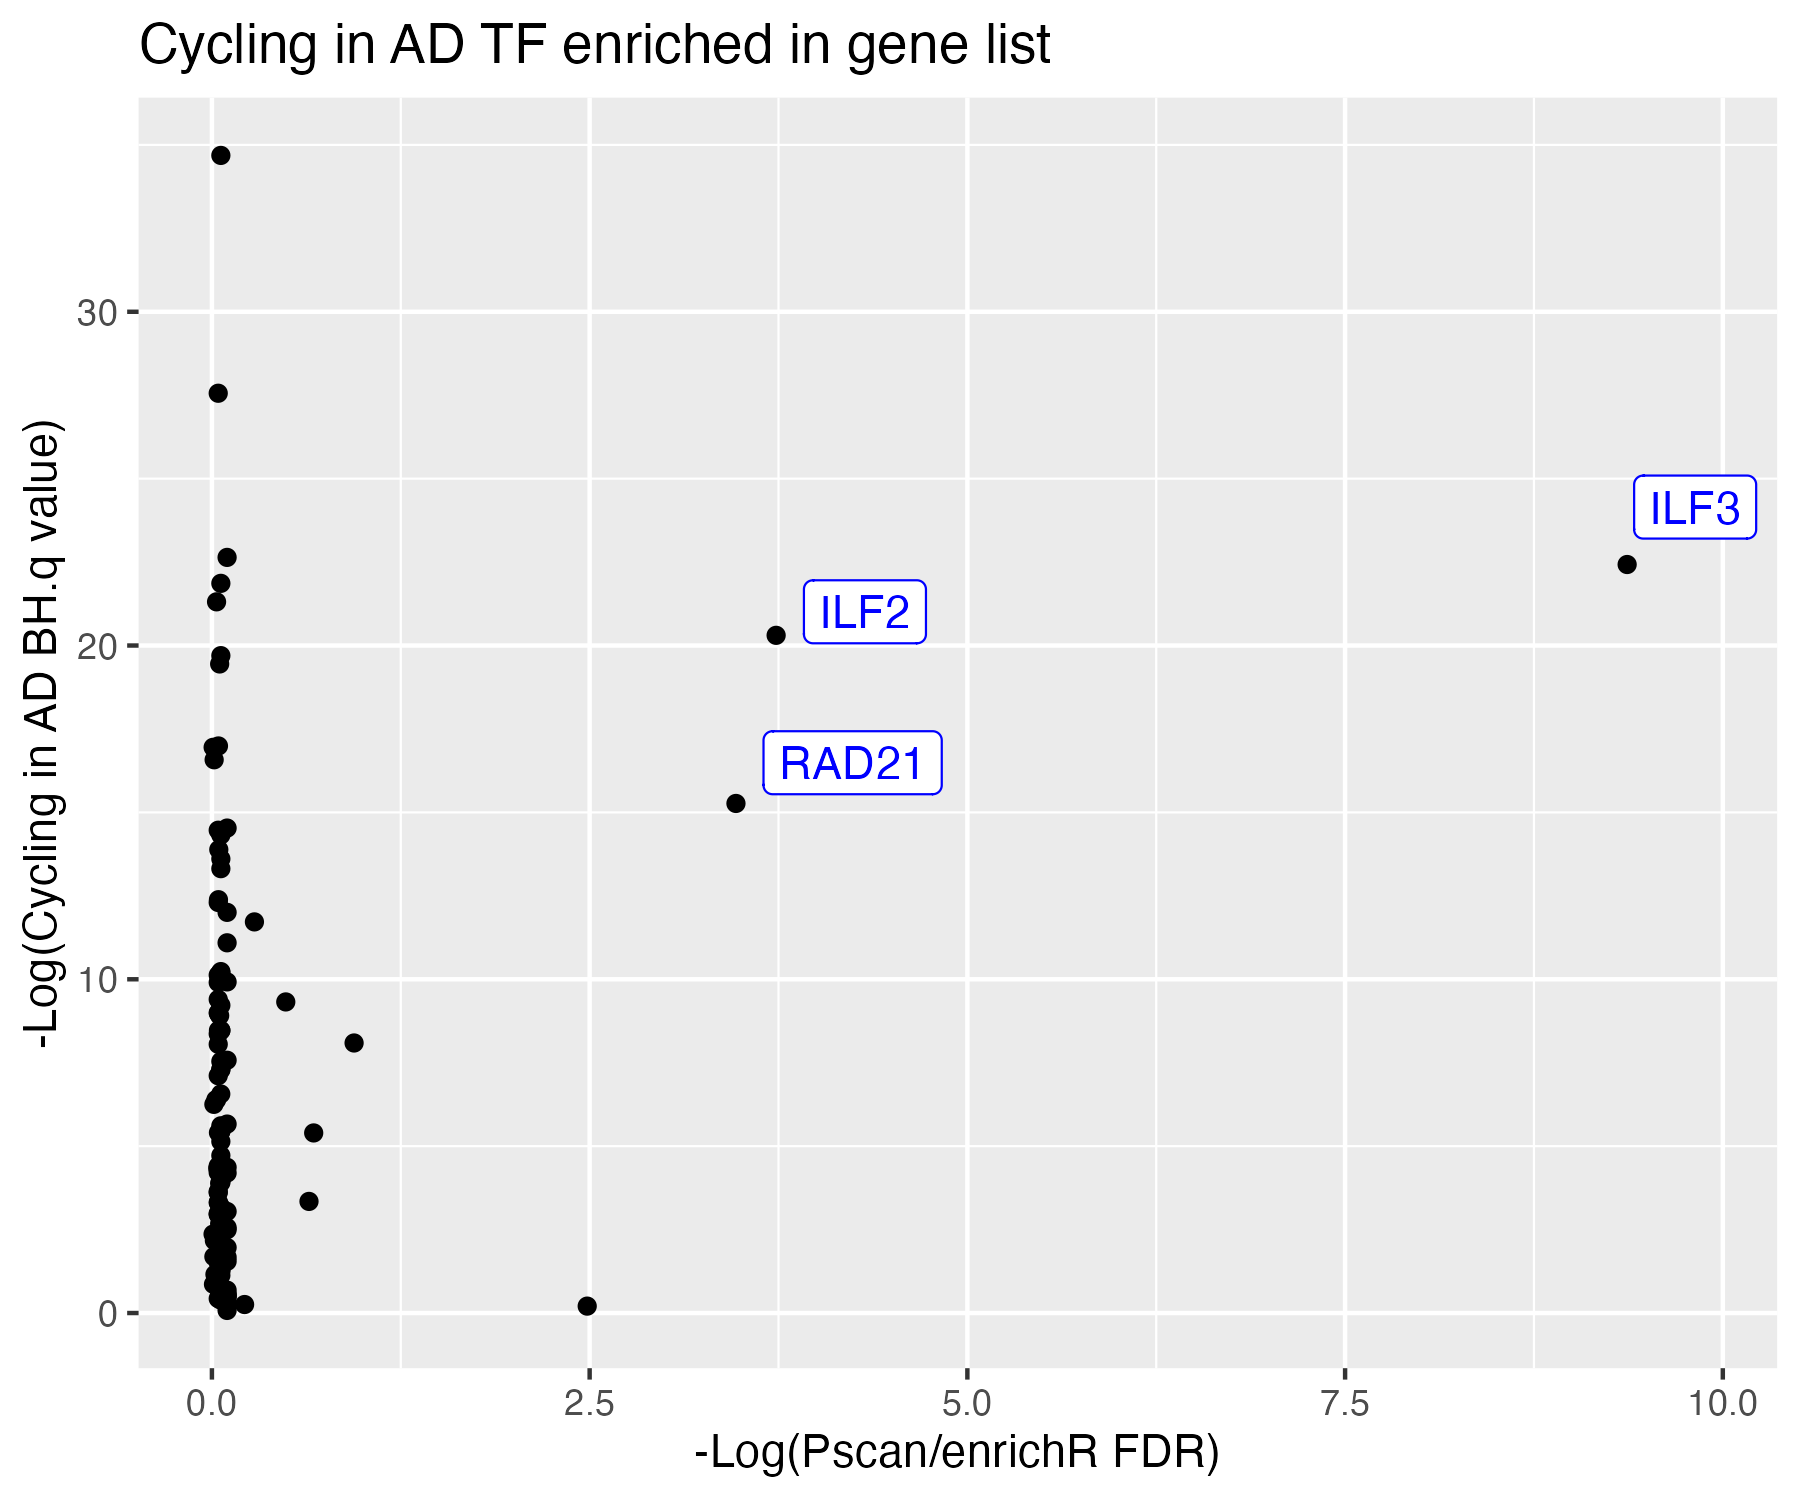 Cycling in AD TF enriched in gene list
-Log(Cycling in AD BH.q value)
30
20
10
0
ILF3
ILF2
RAD21
0.0
2.5
5.0
7.5
10.0
-Log(Pscan/enrichR FDR)